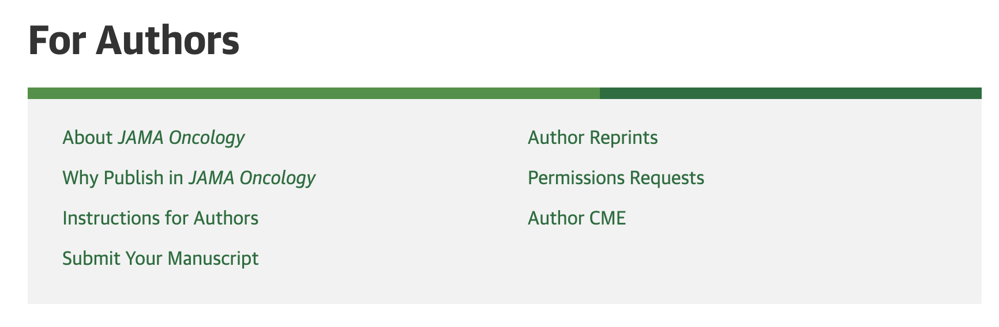 For Authors
About JAMA Oncology
Why Publish in JAMA Oncology
Instructions for Authors
Submit Your Manuscript
Author Reprints
Permissions Requests
Author CME